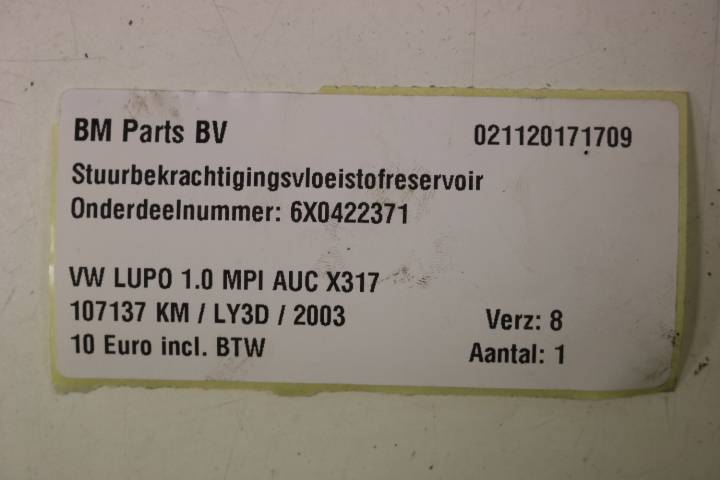 BM Parts BV 021120171709
Stuurbekrachtigingsvloeistofreservoir
Onderdeelnummer: 6X0422371
VW LUPO 1.0 MPI AUC X317
107137 KM / LY3D / 2003 Verz: 8
10 Euro incl. BTW Aantal: 1